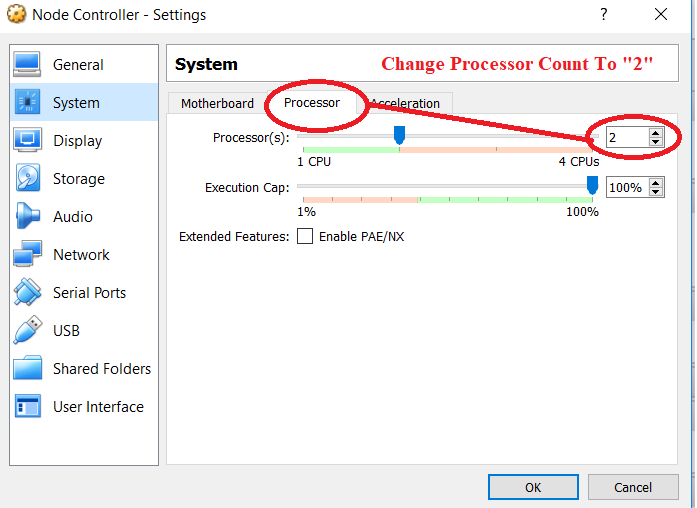 Node Controller - Settings
?
General
System
Display
Storage
Audio
Network
Serial Ports
USB
Shared Folders
User Interface
System
Change Processor Count To "2"
Motherboard
Processor
Acceleration
Processor(s):
2
1 CPU
4 CPUs
Execution Cap:
100%
1%
100%
Extended Features:
Enable PAE/NX
OK
Cancel